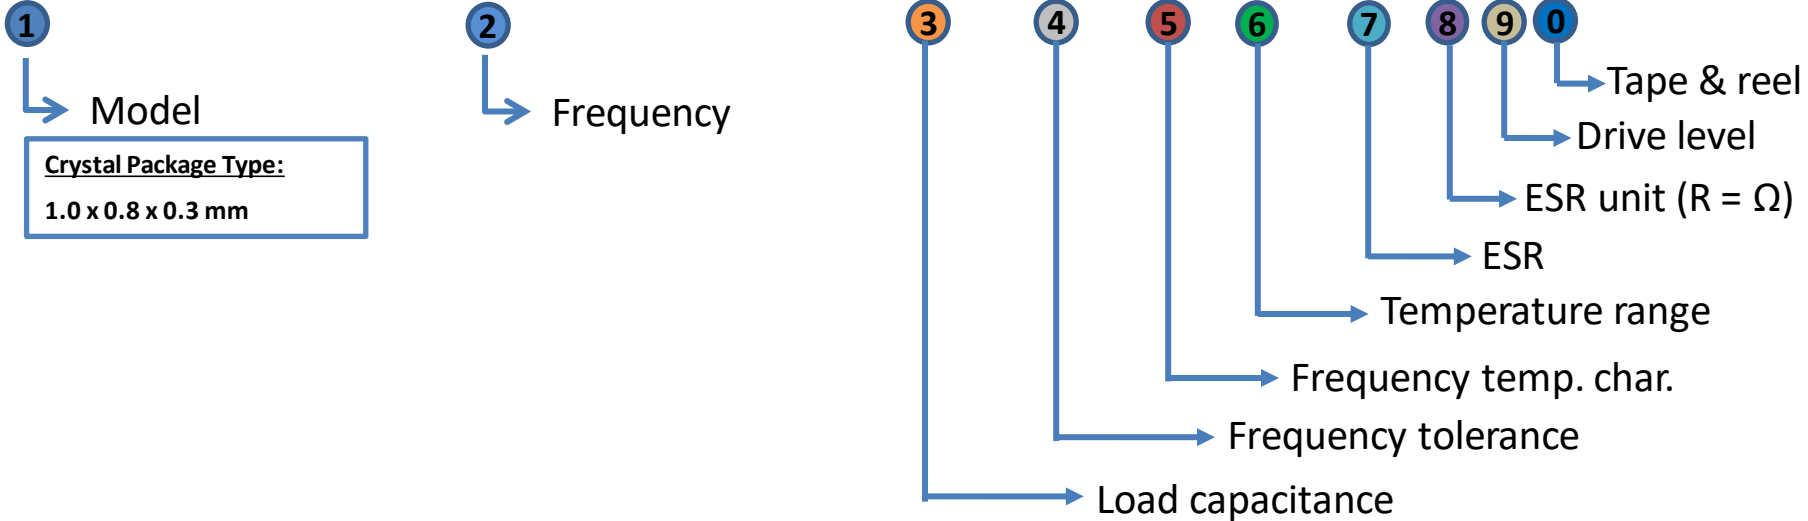 1 2 3 4 5 6 7 8 9 0
Tape & reel
Model
Frequency
Drive level
Crystal Package Type:
1.0 x 0.8 x 0.3 mm
ESR unit (R = Ω)
ESR
Temperature range
Frequency temp. char.
Frequency tolerance
Load capacitance